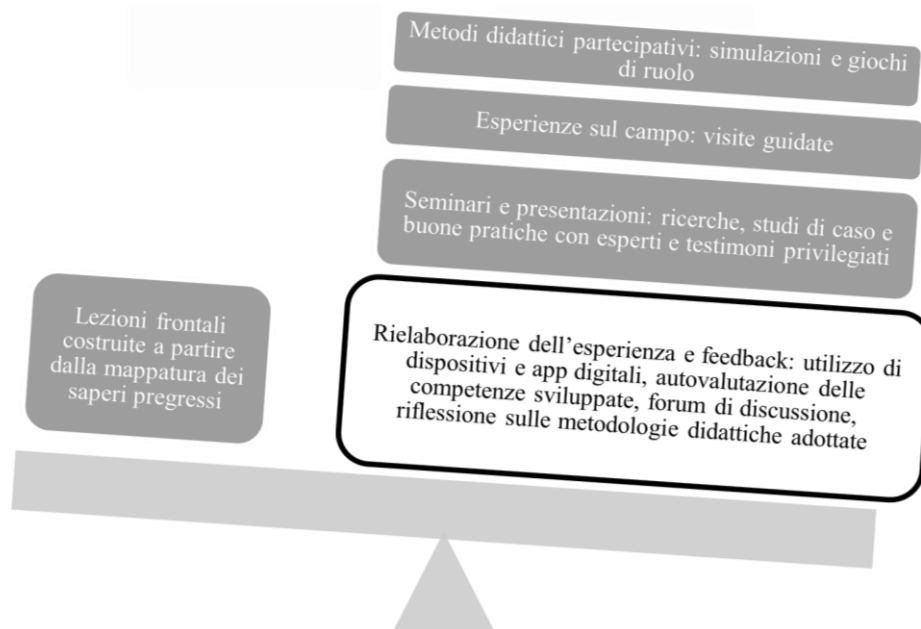 Metodi didattici partecipativi: simulazioni e giochi
di ruolo
Esperienze sul campo: visite guidate
Seminari e presentazioni: ricerche, studi di caso e
buone pratiche con esperti e testimoni privilegiati
Lezioni frontali
costruite a partire
dalla mappatura dei
saperi pregressi
Rielaborazione dell’esperienza e feedback: utilizzo di
dispositivi e app digitali, autovalutazione delle
competenze sviluppate, forum di discussione,
riflessione sulle metodologie didattiche adottate